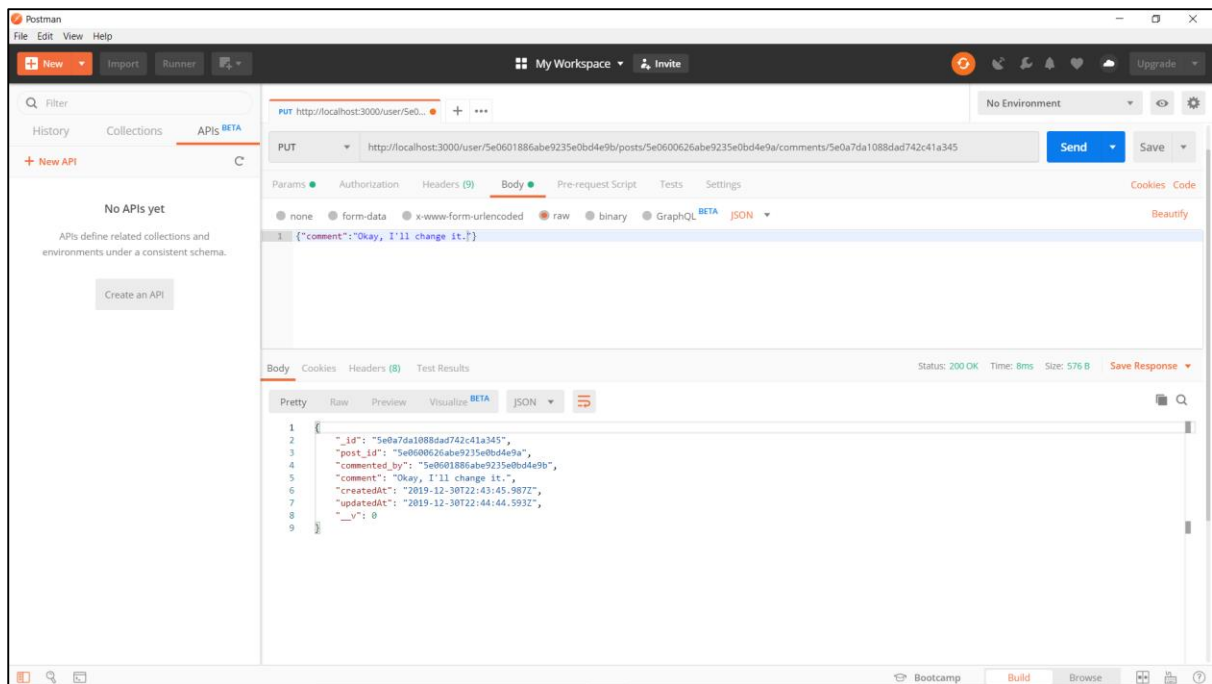 Postman
File Edit View Help
New Import Runner My Workspace Invite Upgrade
Filter
History Collections APIs BETA
+ New API
No APIs yet
APIs define related collections and
environments under a consistent schema.
Create an API
PUT http://localhost:3000/user/5e0... + ••• No Environment
PUT http://localhost:3000/user/5e0601886abe9235e0bd4e9b/posts/5e0600626abe9235e0bd4e9a/comments/5e0a7da1088dad742c41a345 Send Save
Params Authorization Headers (9) Body Pre-request Script Tests Settings Cookies Code
none form-data x-www-form-urlencoded raw binary GraphQL BETA JSON Beautify
1 {"comment":"Okay, I'll change it."}
Body Cookies Headers (8) Test Results Status: 200 OK Time: 8ms Size: 576 B Save Response
Pretty Raw Preview Visualize BETA JSON
1 {
2 "_id": "5e0a7da1088dad742c41a345",
3 "post_id": "5e0600626abe9235e0bd4e9a",
4 "commented_by": "5e0601886abe9235e0bd4e9b",
5 "comment": "Okay, I'll change it.",
6 "createdAt": "2019-12-30T22:43:45.987Z",
7 "updatedAt": "2019-12-30T22:44:44.593Z",
8 "__v": 0
9 }
Bootcamp Build Browse